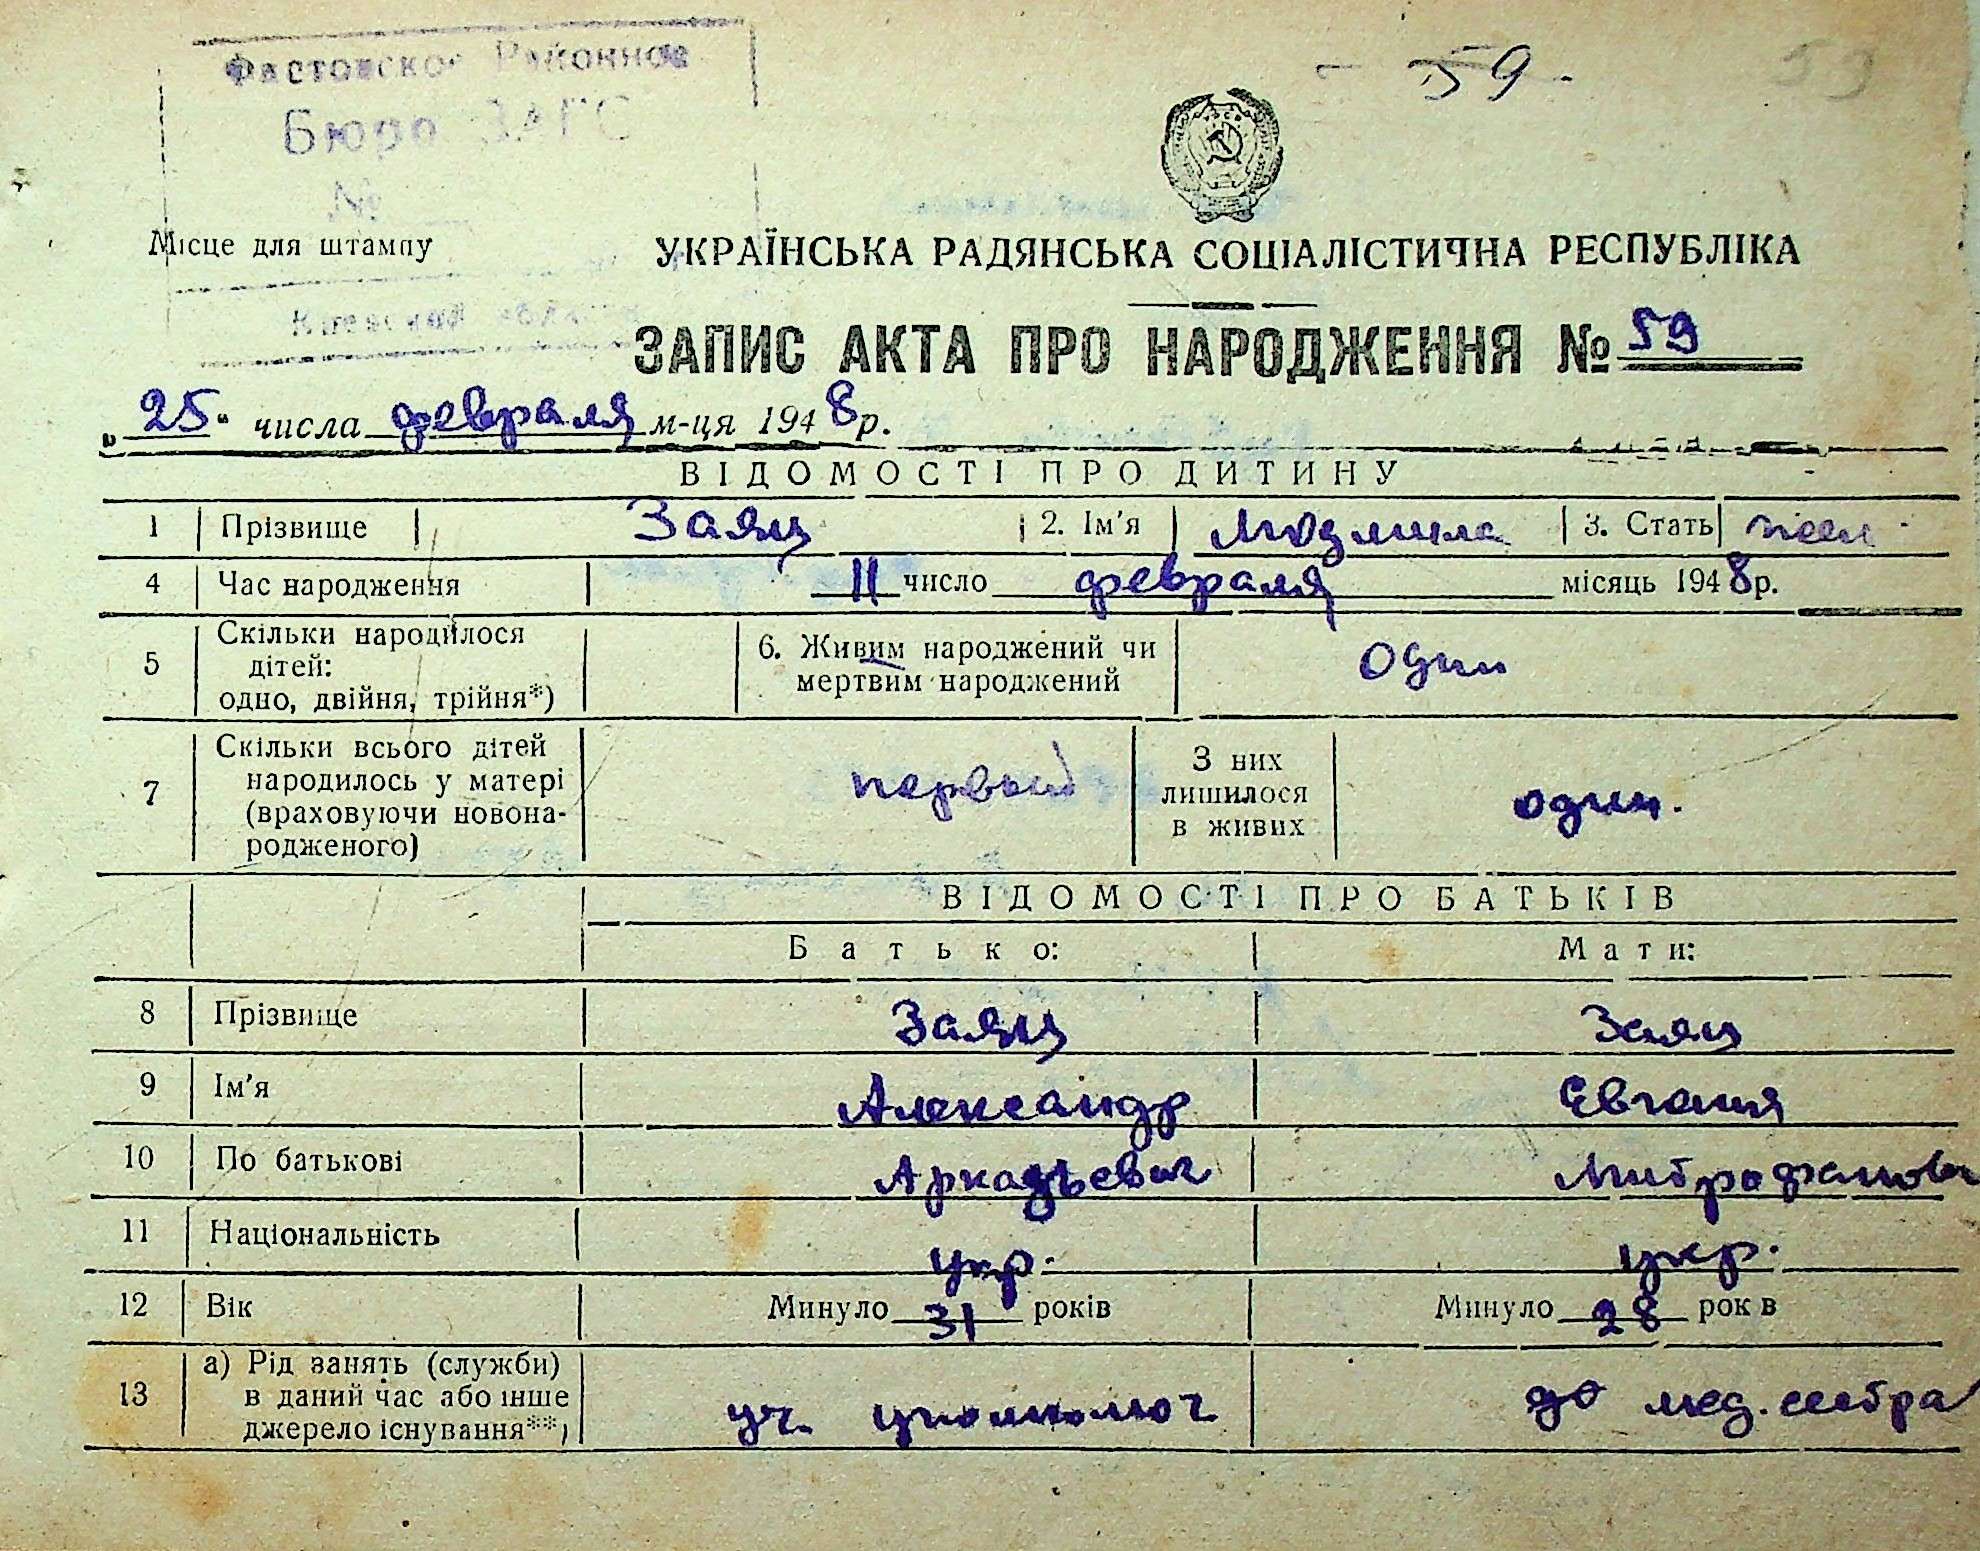 Фастовское Районное
Бюро ЗАГС
№
- 59 -
59
Місце для штампу
УКРАЇНСЬКА РАДЯНСЬКА СОЦІАЛІСТИЧНА РЕСПУБЛІКА
Киевской области
ЗАПИС АКТА ПРО НАРОДЖЕННЯ № 59
„25“ числа февраля м-ця 1948 р.
ВІДОМОСТІ ПРО ДИТИНУ
1 Прізвище Заяц 2. Ім'я Людмила 3. Стать жен
4 Час народження 11 число февраля місяць 1948 р.
5 Скільки народилося дітей: одно, двійня, трійня*)
6. Живим народжений чи мертвим народжений один
7 Скільки всього дітей народилось у матері (враховуючи новонародженого) первый
З них лишилося в живих один.
ВІДОМОСТІ ПРО БАТЬКІВ
Батько: Мати:
8 Прізвище Заяц Заяц
9 Ім'я Александр Евгения
10 По батькові Аркадьевич Митрофановн
11 Національність укр. укр.
12 Вік Минуло 31 років Минуло 28 рок в
13 а) Рід занять (служби) в даний час або інше джерело існування**) уч. уполномоч до мед. сестра